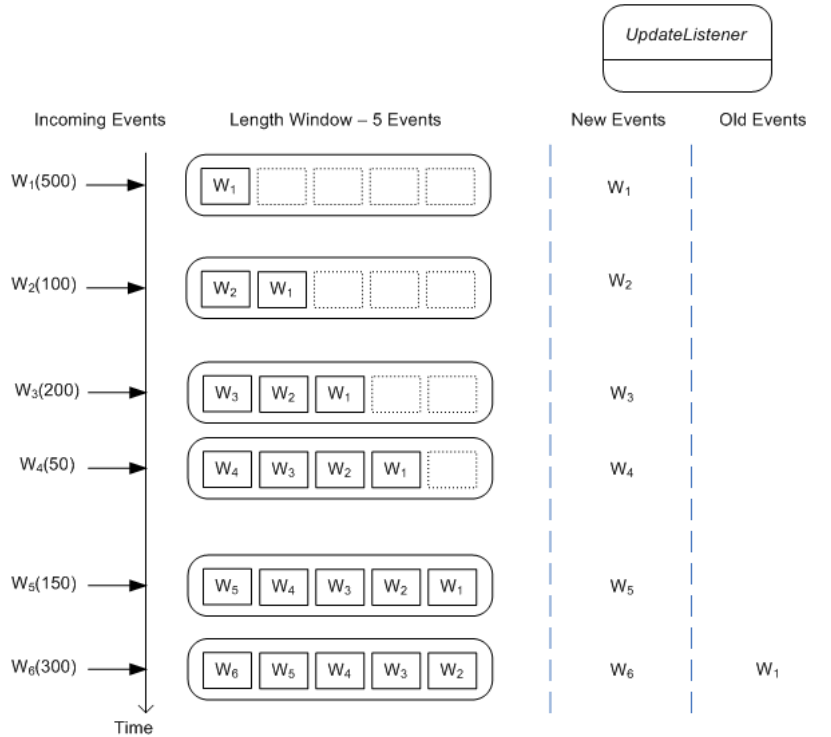 UpdateListener
Incoming Events Length Window – 5 Events New Events Old Events
W₁(500) W₁ W₁
W₂(100) W₂ W₁ W₂
W₃(200) W₃ W₂ W₁ W₃
W₄(50) W₄ W₃ W₂ W₁ W₄
W₅(150) W₅ W₄ W₃ W₂ W₁ W₅
W₆(300) W₆ W₅ W₄ W₃ W₂ W₆ W₁
Time